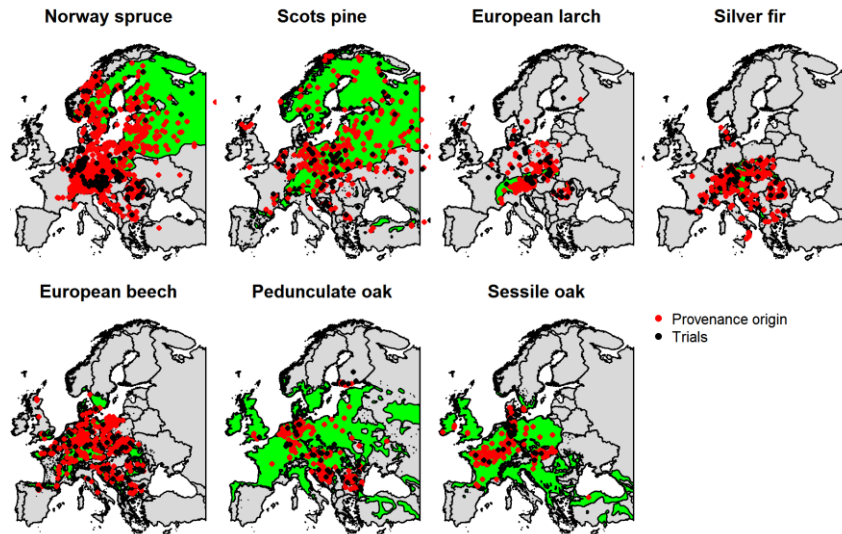 Norway spruce
Scots pine
European larch
Silver fir
European beech
Pedunculate oak
Sessile oak
Provenance origin
Trials